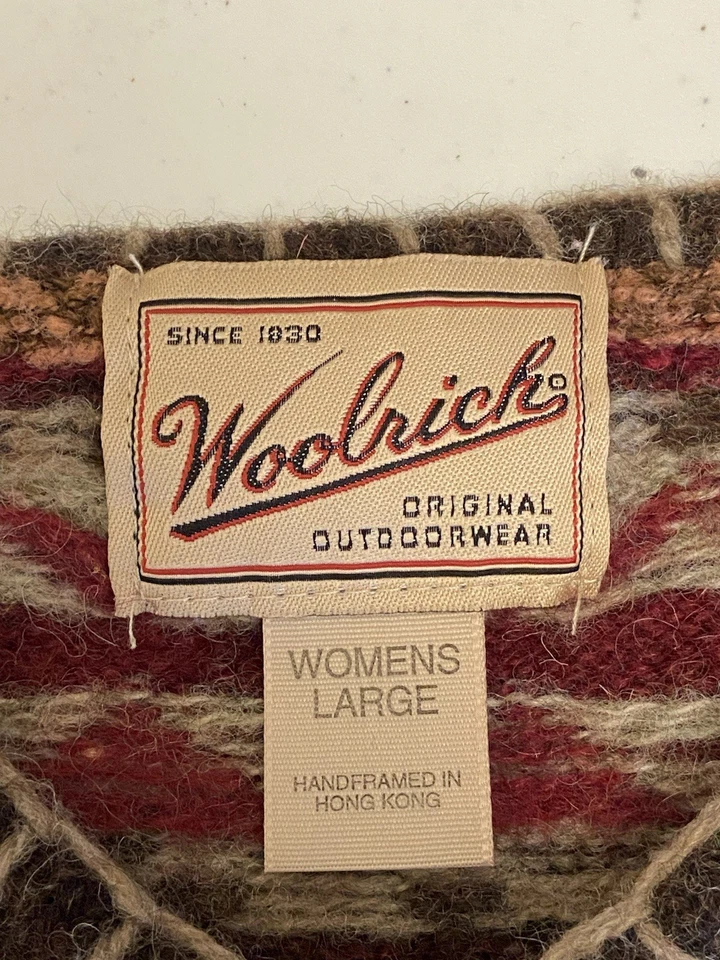 SINCE 1830
Woolrich®
ORIGINAL
OUTDOORWEAR
WOMENS
LARGE
HANDFRAMED IN
HONG KONG